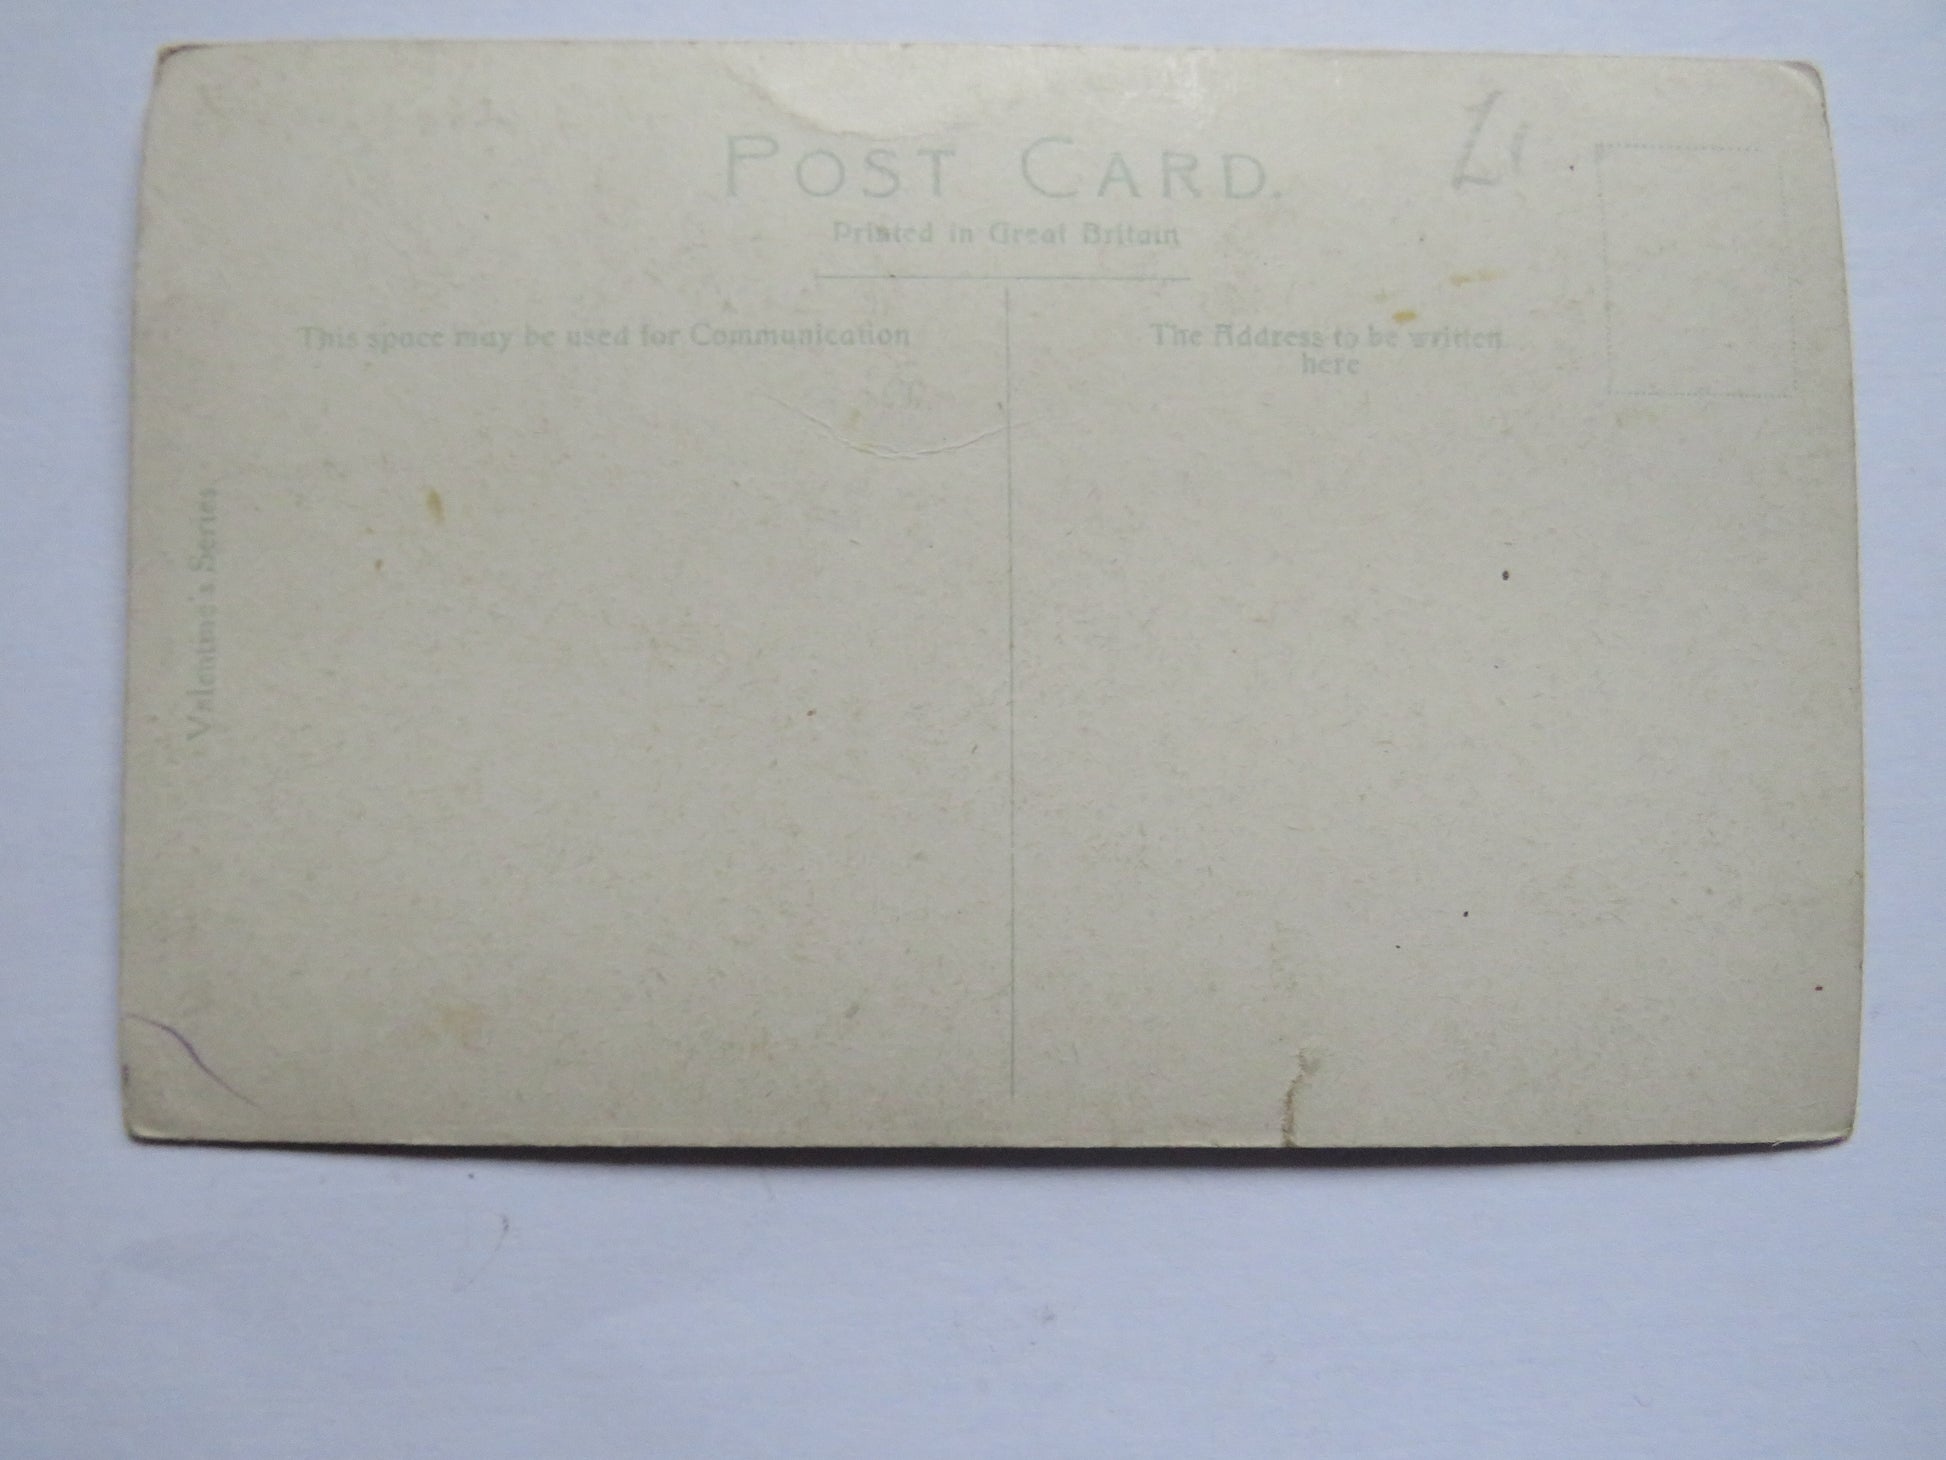 POST CARD.
Printed in Great Britain
This space may be used for Communication
The Address to be written
here
Valentine's Series.
£1